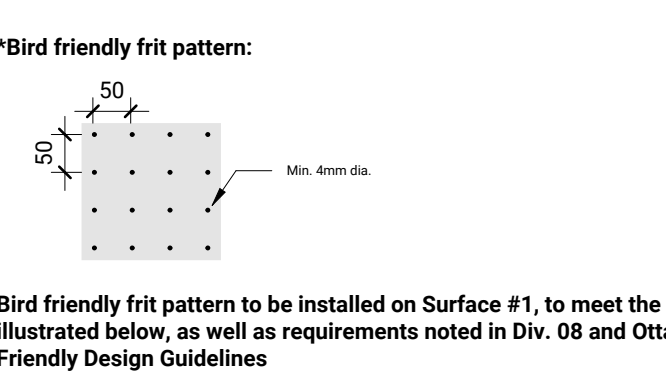 *Bird friendly frit pattern:
50
50
Min. 4mm dia.
Bird friendly frit pattern to be installed on Surface #1, to meet the
illustrated below, as well as requirements noted in Div. 08 and
Friendly Design Guidelines